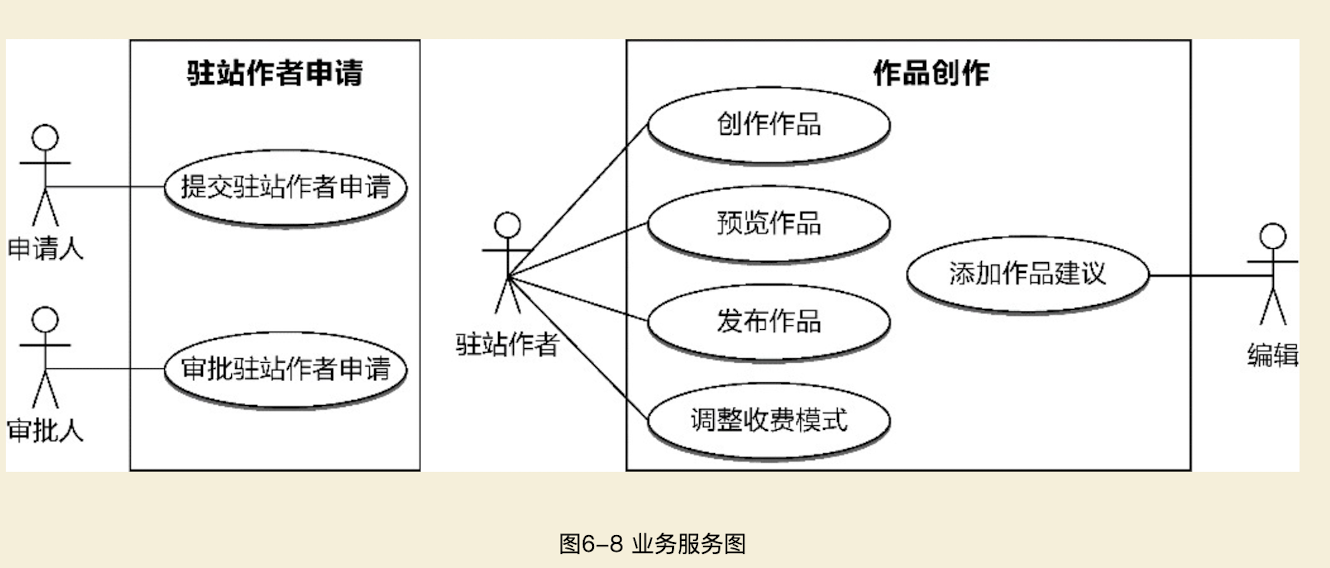 驻站作者申请
提交驻站作者申请
申请人
审批驻站作者申请
审批人
作品创作
创作作品
预览作品
添加作品建议
发布作品
驻站作者
编辑
调整收费模式
图6-8 业务服务图